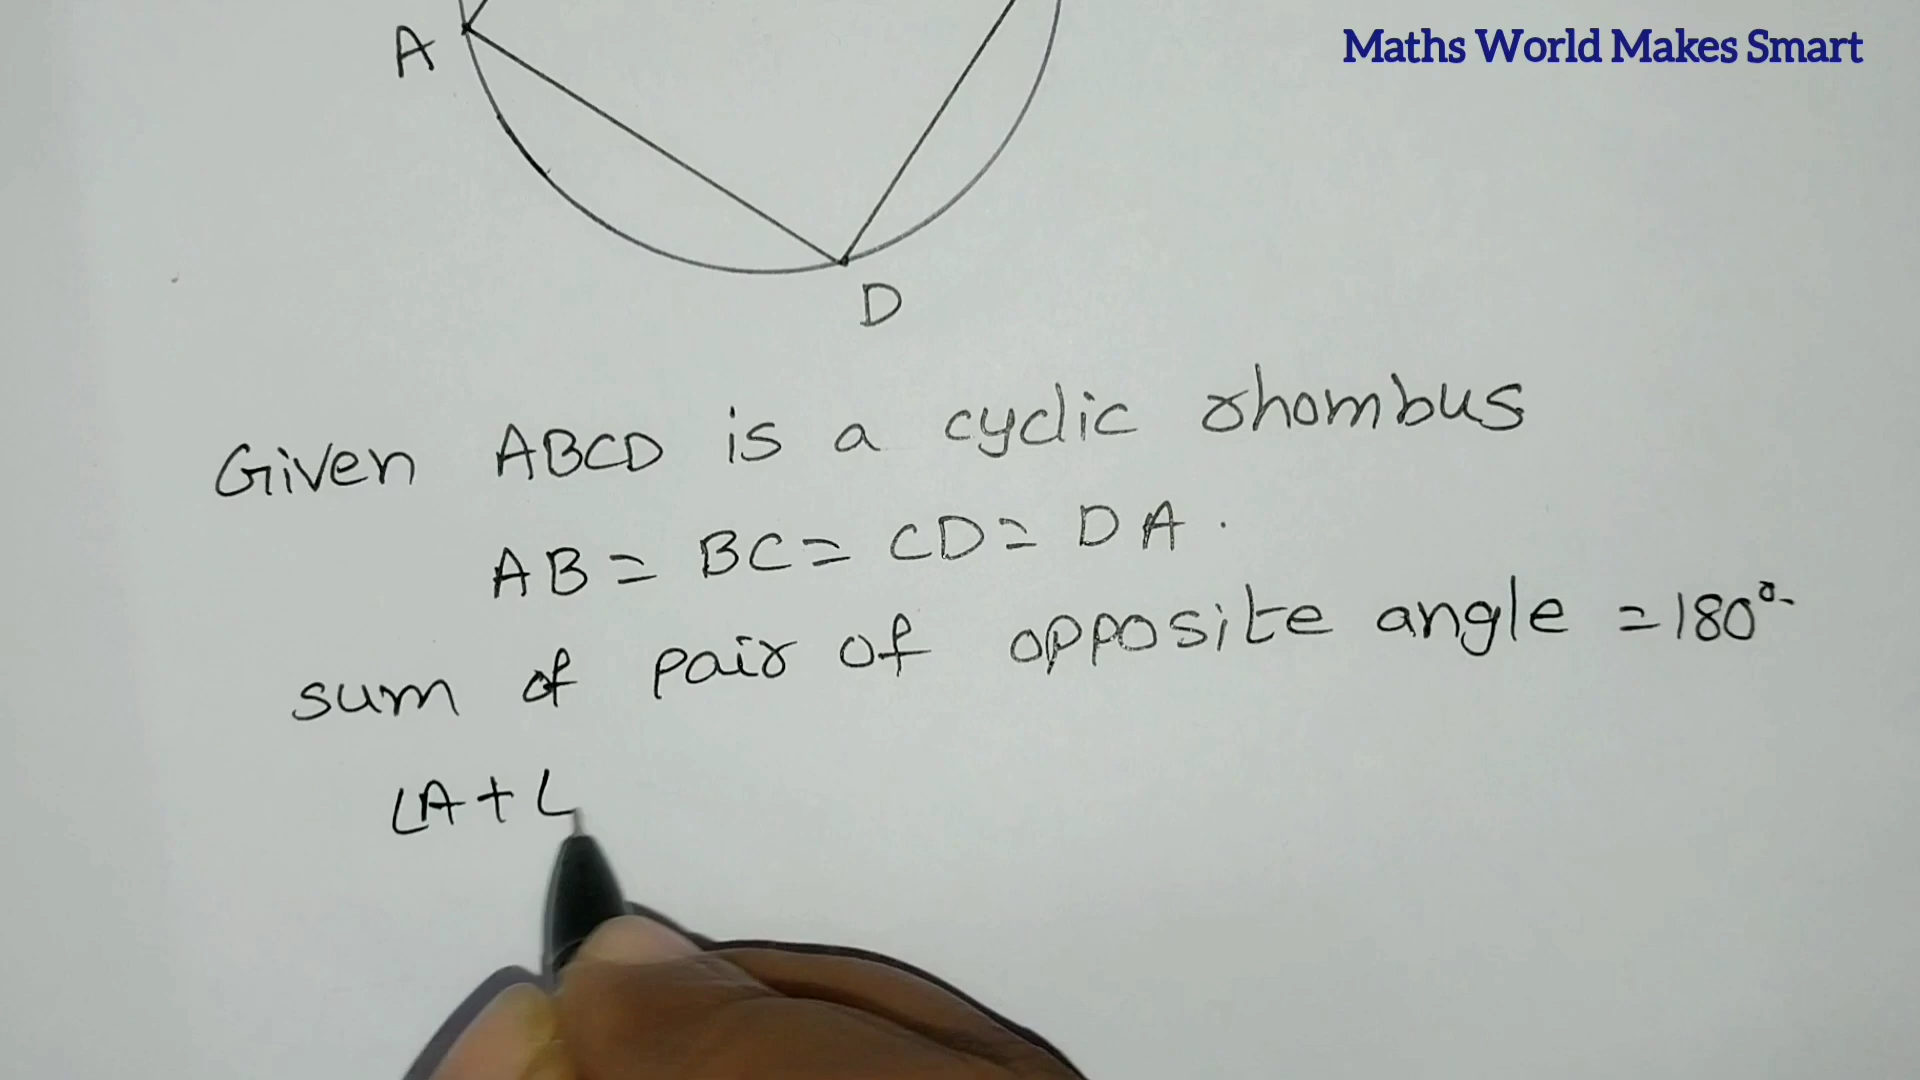 Maths World Makes Smart
A
D
Given ABCD is a cyclic rhombus
AB = BC = CD = DA.
sum of pair of opposite angle = 180°.
∠A + ∠